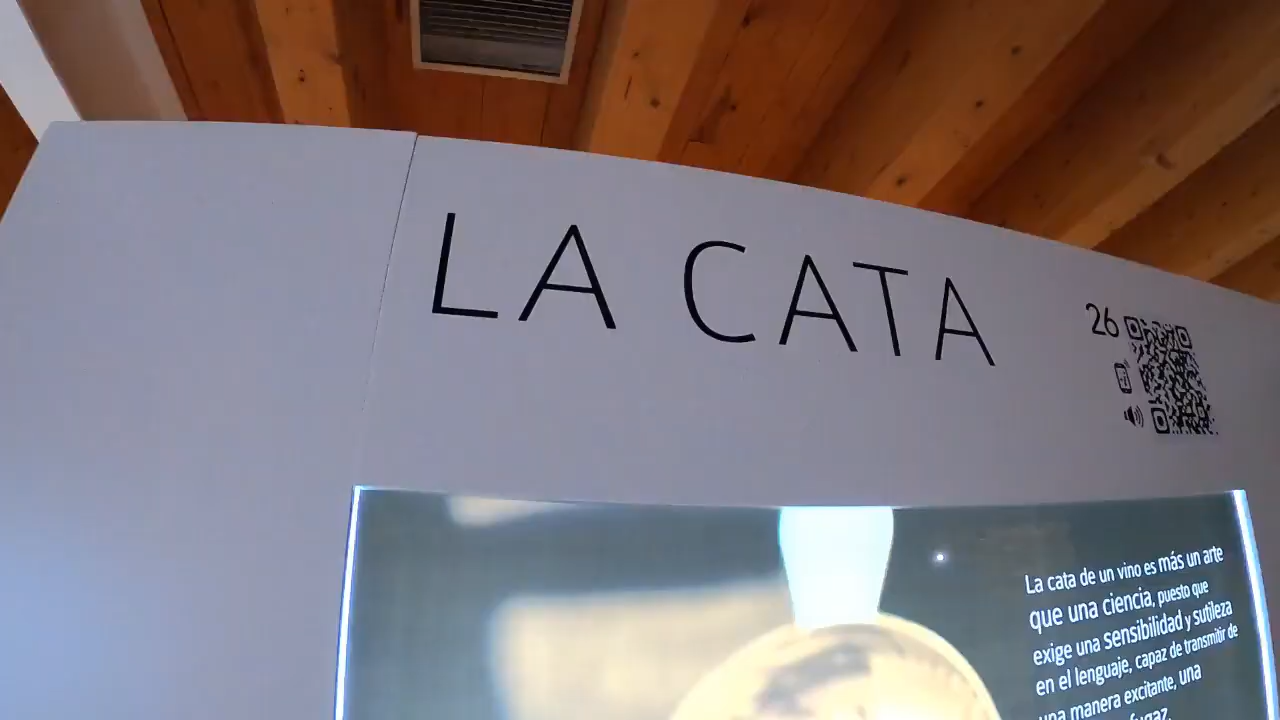 LA CATA
26
La cata de un vino es más un arte
que una ciencia, puesto que
exige una sensibilidad y sutileza
en el lenguaje, capaz de transmitir de
una manera excitante, una
fugaz.